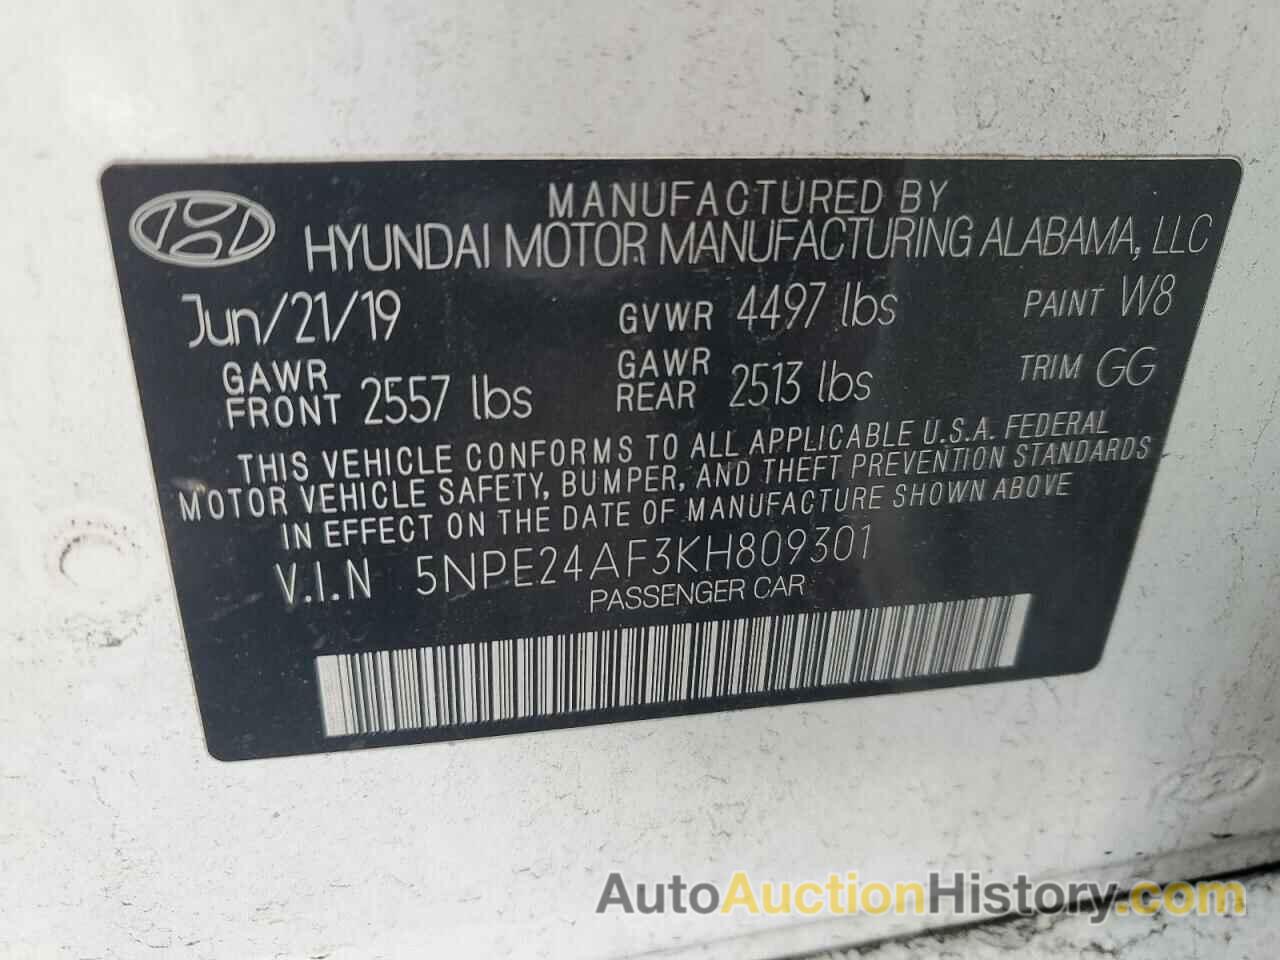 MANUFACTURED BY
HYUNDAI MOTOR MANUFACTURING ALABAMA, LLC
Jun/21/19 GVWR 4497 lbs PAINT W8
GAWR FRONT 2557 lbs GAWR REAR 2513 lbs TRIM GG
THIS VEHICLE CONFORMS TO ALL APPLICABLE U.S.A. FEDERAL
MOTOR VEHICLE SAFETY, BUMPER, AND THEFT PREVENTION STANDARDS
IN EFFECT ON THE DATE OF MANUFACTURE SHOWN ABOVE
V.I.N 5NPE24AF3KH809301
PASSENGER CAR
AutoAuctionHistory.com